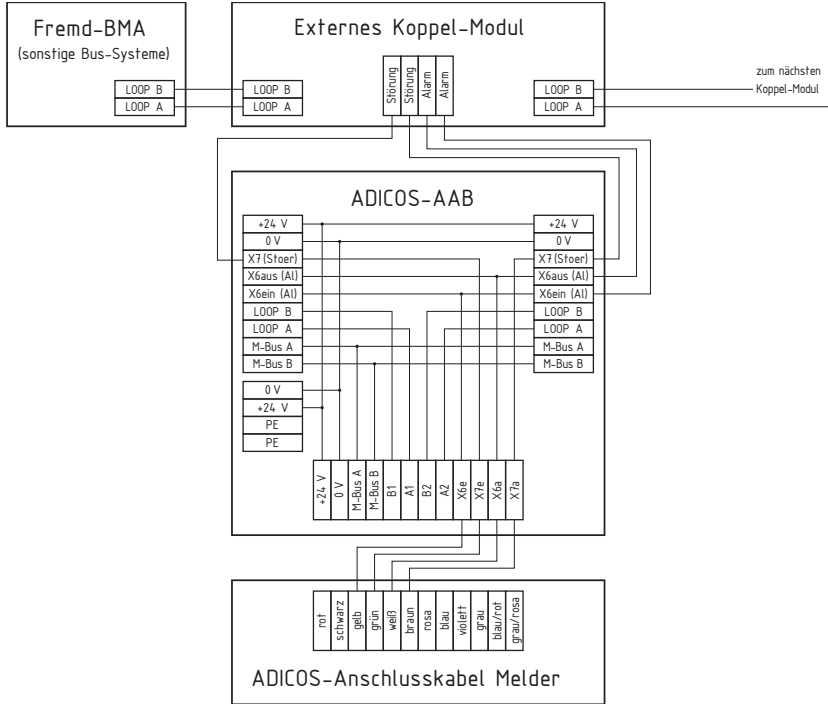 Fremd-BMA
(sonstige Bus-Systeme)
LOOP B
LOOP A
Externes Koppel-Modul
LOOP B
LOOP A
Störung
Störung
Alarm
Alarm
LOOP B
LOOP A
zum nächsten
Koppel-Modul
ADICOS-AAB
+24 V
0 V
X7 (Stoer)
X6aus (Al)
X6ein (Al)
LOOP B
LOOP A
M-Bus A
M-Bus B
0 V
+24 V
PE
PE
+24 V
0 V
X7 (Stoer)
X6aus (Al)
X6ein (Al)
LOOP B
LOOP A
M-Bus A
M-Bus B
+24 V
0 V
M-Bus A
M-Bus B
B1
A1
B2
A2
X6e
X7e
X6a
X7a
rot
schwarz
gelb
grün
weiß
braun
rosa
blau
violett
grau
blau/rot
grau/rosa
ADICOS-Anschlusskabel Melder